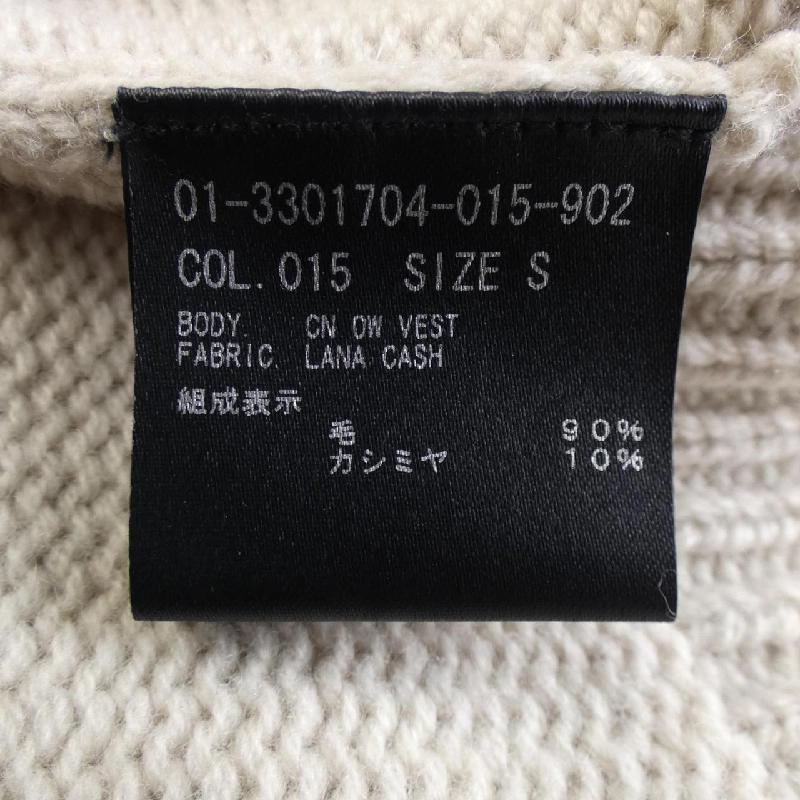 01-3301704-015-902
COL. 015 SIZE S
BODY. CN OW VEST
FABRIC. LANA CASH
組成表示
毛 90%
カシミヤ 10%